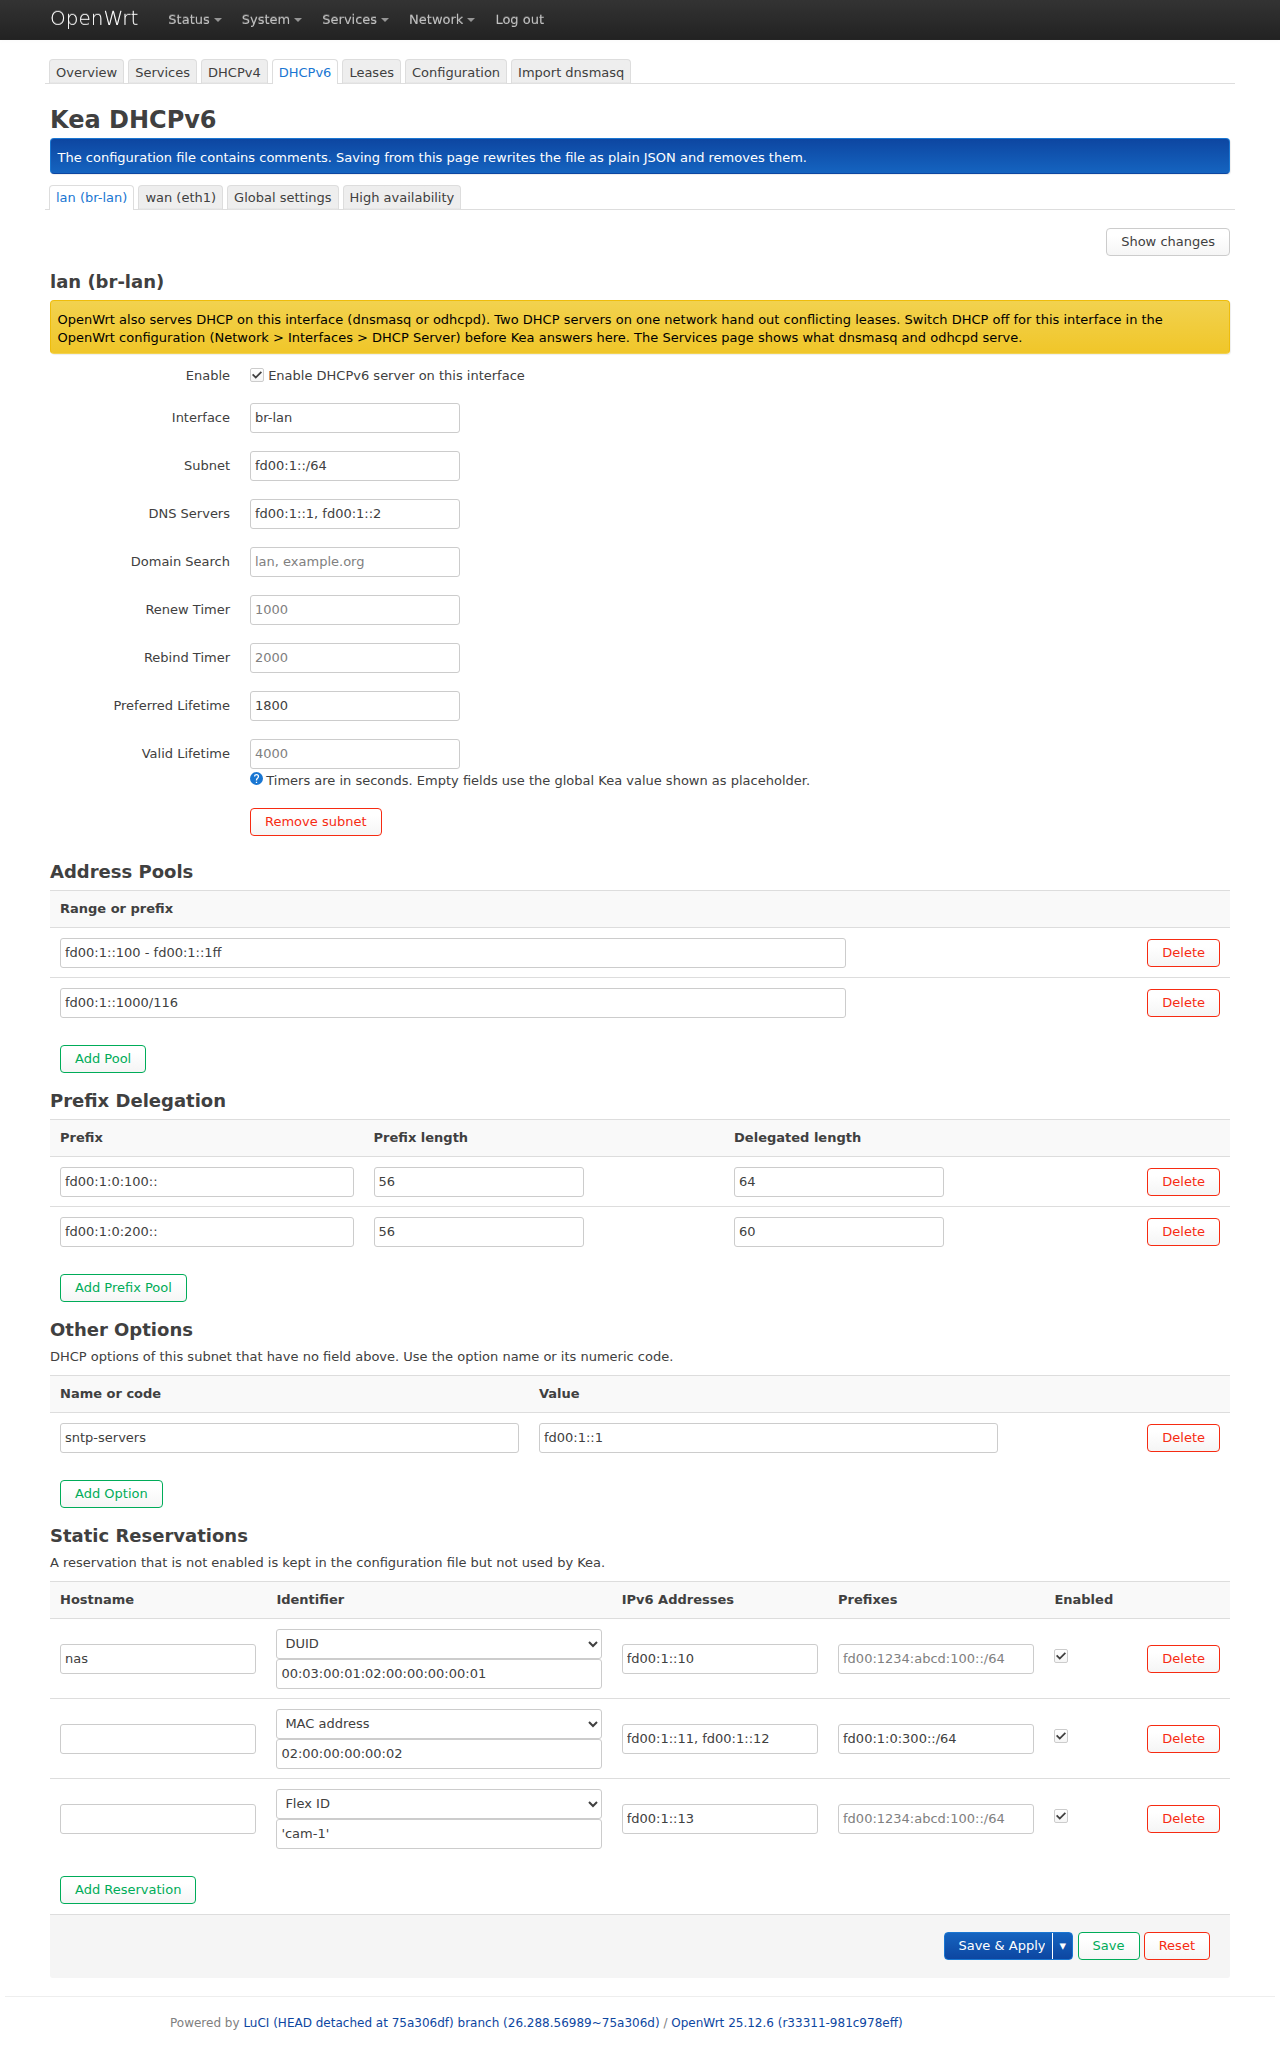 OpenWrt Status System Services Network Log out
Overview Services DHCPv4 DHCPv6 Leases Configuration Import dnsmasq
Kea DHCPv6
The configuration file contains comments. Saving from this page rewrites the file as plain JSON and removes them.
lan (br-lan) wan (eth1) Global settings High availability
Show changes
lan (br-lan)
OpenWrt also serves DHCP on this interface (dnsmasq or odhcpd). Two DHCP servers on one network hand out conflicting leases. Switch DHCP off for this interface in the
OpenWrt configuration (Network > Interfaces > DHCP Server) before Kea answers here. The Services page shows what dnsmasq and odhcpd serve.
Enable Enable DHCPv6 server on this interface
Interface br-lan
Subnet fd00:1::/64
DNS Servers fd00:1::1, fd00:1::2
Domain Search lan, example.org
Renew Timer 1000
Rebind Timer 2000
Preferred Lifetime 1800
Valid Lifetime 4000
Timers are in seconds. Empty fields use the global Kea value shown as placeholder.
Remove subnet
Address Pools
Range or prefix
fd00:1::100 - fd00:1::1ff Delete
fd00:1::1000/116 Delete
Add Pool
Prefix Delegation
Prefix Prefix length Delegated length
fd00:1:0:100:: 56 64 Delete
fd00:1:0:200:: 56 60 Delete
Add Prefix Pool
Other Options
DHCP options of this subnet that have no field above. Use the option name or its numeric code.
Name or code Value
sntp-servers fd00:1::1 Delete
Add Option
Static Reservations
A reservation that is not enabled is kept in the configuration file but not used by Kea.
Hostname Identifier IPv6 Addresses Prefixes Enabled
DUID
nas fd00:1::10 fd00:1234:abcd:100::/64 Delete
00:03:00:01:02:00:00:00:00:01
MAC address
fd00:1::11, fd00:1::12 fd00:1:0:300::/64 Delete
02:00:00:00:00:02
Flex ID
fd00:1::13 fd00:1234:abcd:100::/64 Delete
'cam-1'
Add Reservation
Save & Apply ▾ Save Reset
Powered by LuCI (HEAD detached at 75a306df) branch (26.288.56989~75a306d) / OpenWrt 25.12.6 (r33311-981c978eff)